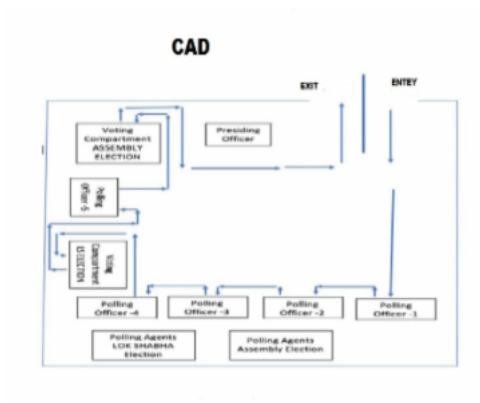 CAD
EXIT
ENTEY
Voting
Compartment
ASSEMBLY
ELECTION
Presiding
Officer
Polling
Officer-5
Voting
Compartment
LS ELECTION
Polling
Officer -4
Polling
Officer -3
Polling
Officer -2
Polling
Officer -1
Polling Agents
LOK SHABHA
Election
Polling Agents
Assembly Election